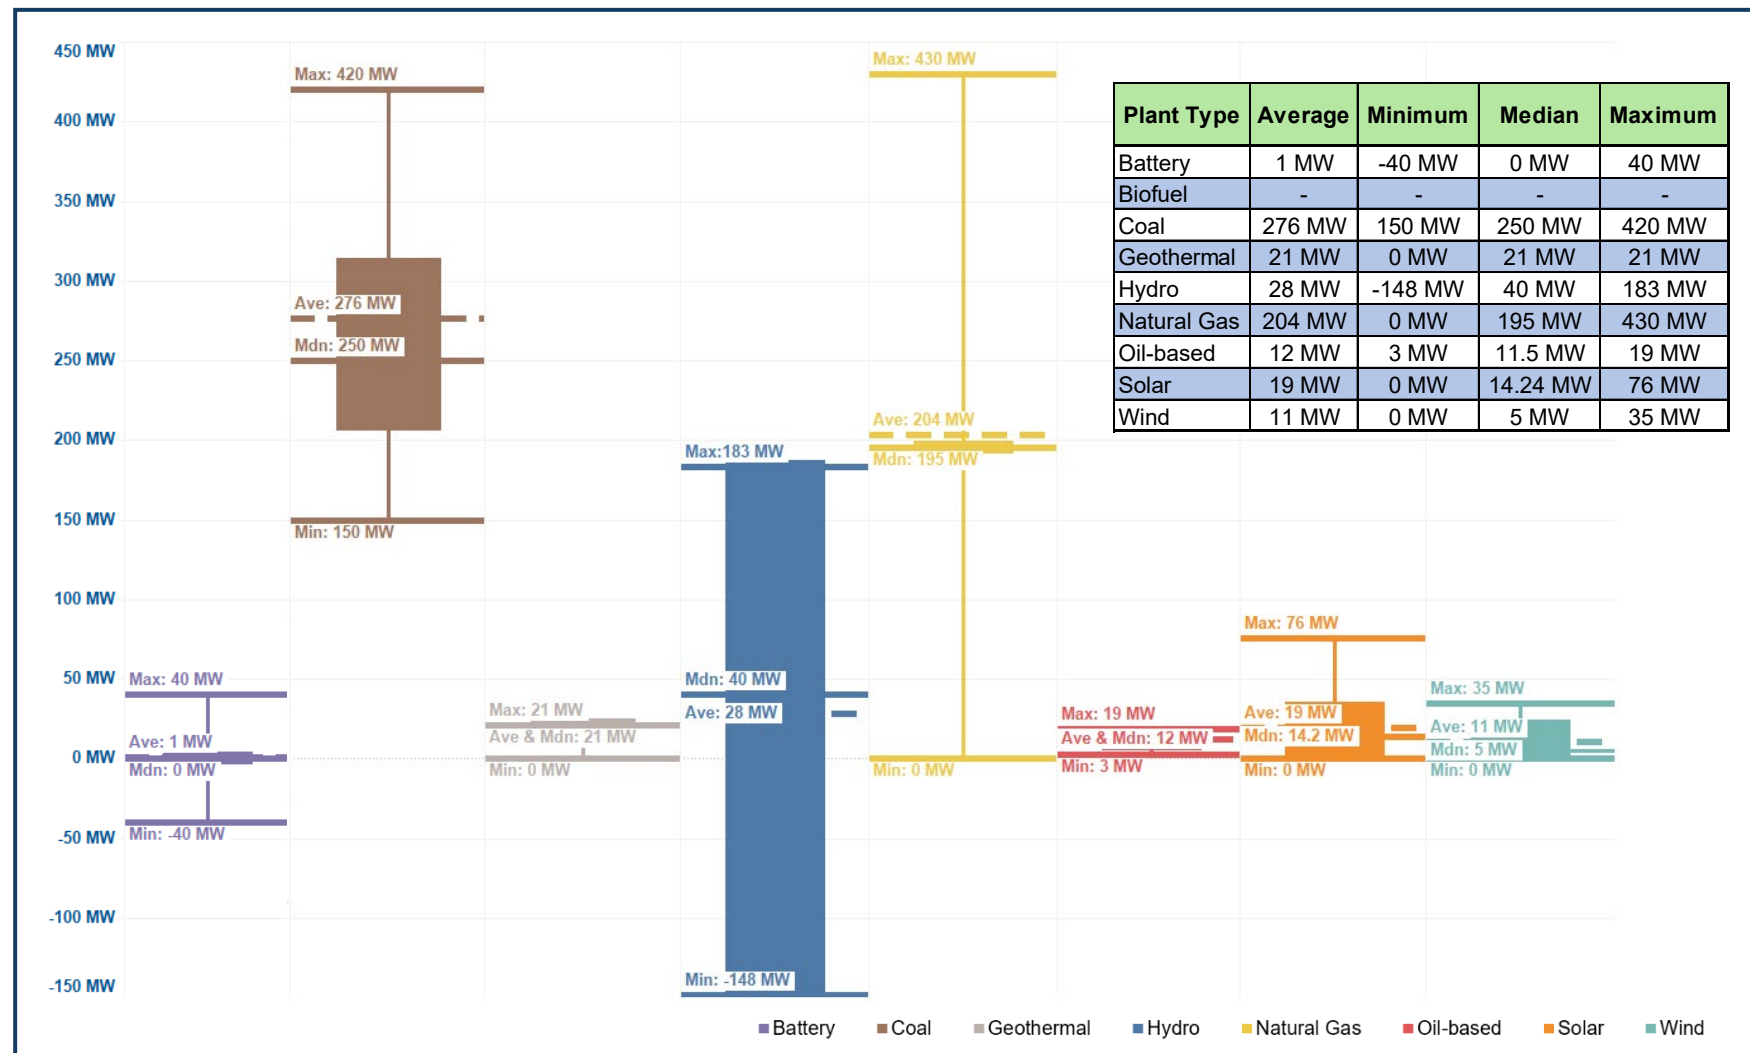 450 MW
400 MW
350 MW
300 MW
250 MW
200 MW
150 MW
100 MW
50 MW
0 MW
-50 MW
-100 MW
-150 MW
Max: 40 MW
Ave: 1 MW
Mdn: 0 MW
Min: -40 MW
Max: 420 MW
Ave: 276 MW
Mdn: 250 MW
Min: 150 MW
Max: 21 MW
Ave & Mdn: 21 MW
Min: 0 MW
Max:183 MW
Mdn: 40 MW
Ave: 28 MW
Min: -148 MW
Max: 430 MW
Ave: 204 MW
Mdn: 195 MW
Min: 0 MW
Max: 19 MW
Ave & Mdn: 12 MW
Min: 3 MW
Max: 76 MW
Ave: 19 MW
Mdn: 14.2 MW
Min: 0 MW
Max: 35 MW
Ave: 11 MW
Mdn: 5 MW
Min: 0 MW
Plant Type Average Minimum Median Maximum
Battery 1 MW -40 MW 0 MW 40 MW
Biofuel - - - -
Coal 276 MW 150 MW 250 MW 420 MW
Geothermal 21 MW 0 MW 21 MW 21 MW
Hydro 28 MW -148 MW 40 MW 183 MW
Natural Gas 204 MW 0 MW 195 MW 430 MW
Oil-based 12 MW 3 MW 11.5 MW 19 MW
Solar 19 MW 0 MW 14.24 MW 76 MW
Wind 11 MW 0 MW 5 MW 35 MW
Battery Coal Geothermal Hydro Natural Gas Oil-based Solar Wind